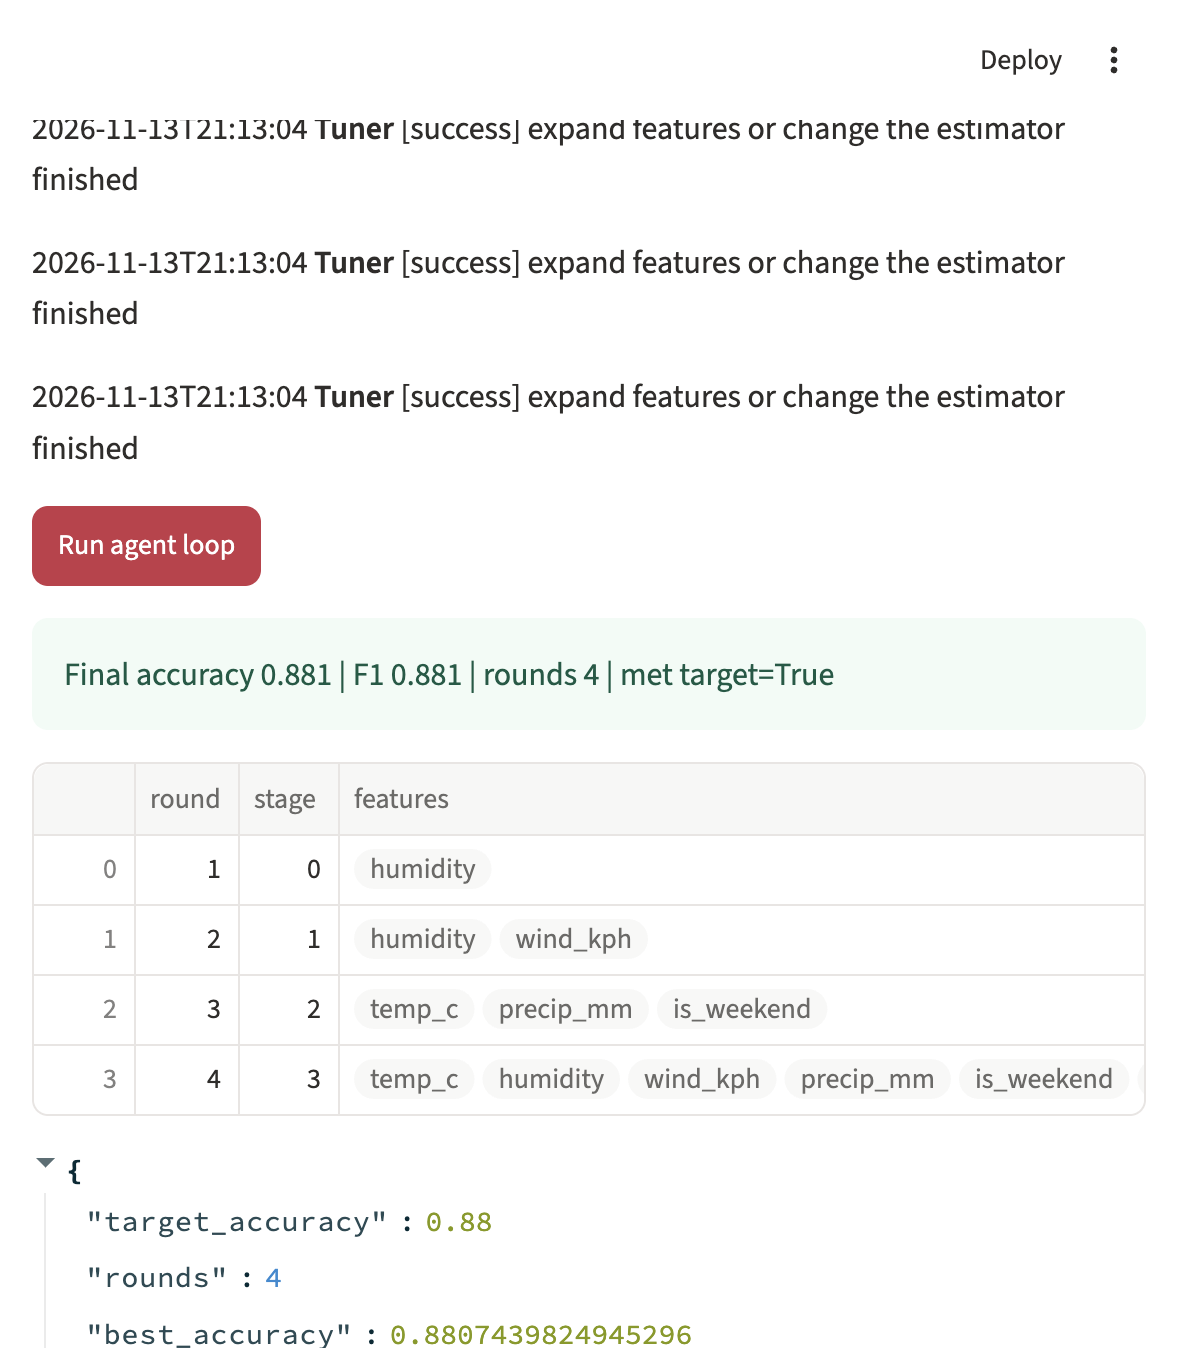 Deploy
2026-11-13T21:13:04 Tuner [success] expand features or change the estimator
finished
2026-11-13T21:13:04 Tuner [success] expand features or change the estimator
finished
2026-11-13T21:13:04 Tuner [success] expand features or change the estimator
finished
Run agent loop
Final accuracy 0.881 | F1 0.881 | rounds 4 | met target=True
round stage features
0 1 0 humidity
1 2 1 humidity wind_kph
2 3 2 temp_c precip_mm is_weekend
3 4 3 temp_c humidity wind_kph precip_mm is_weekend
{
"target_accuracy" : 0.88
"rounds" : 4
"best_accuracy" : 0.8807439824945296